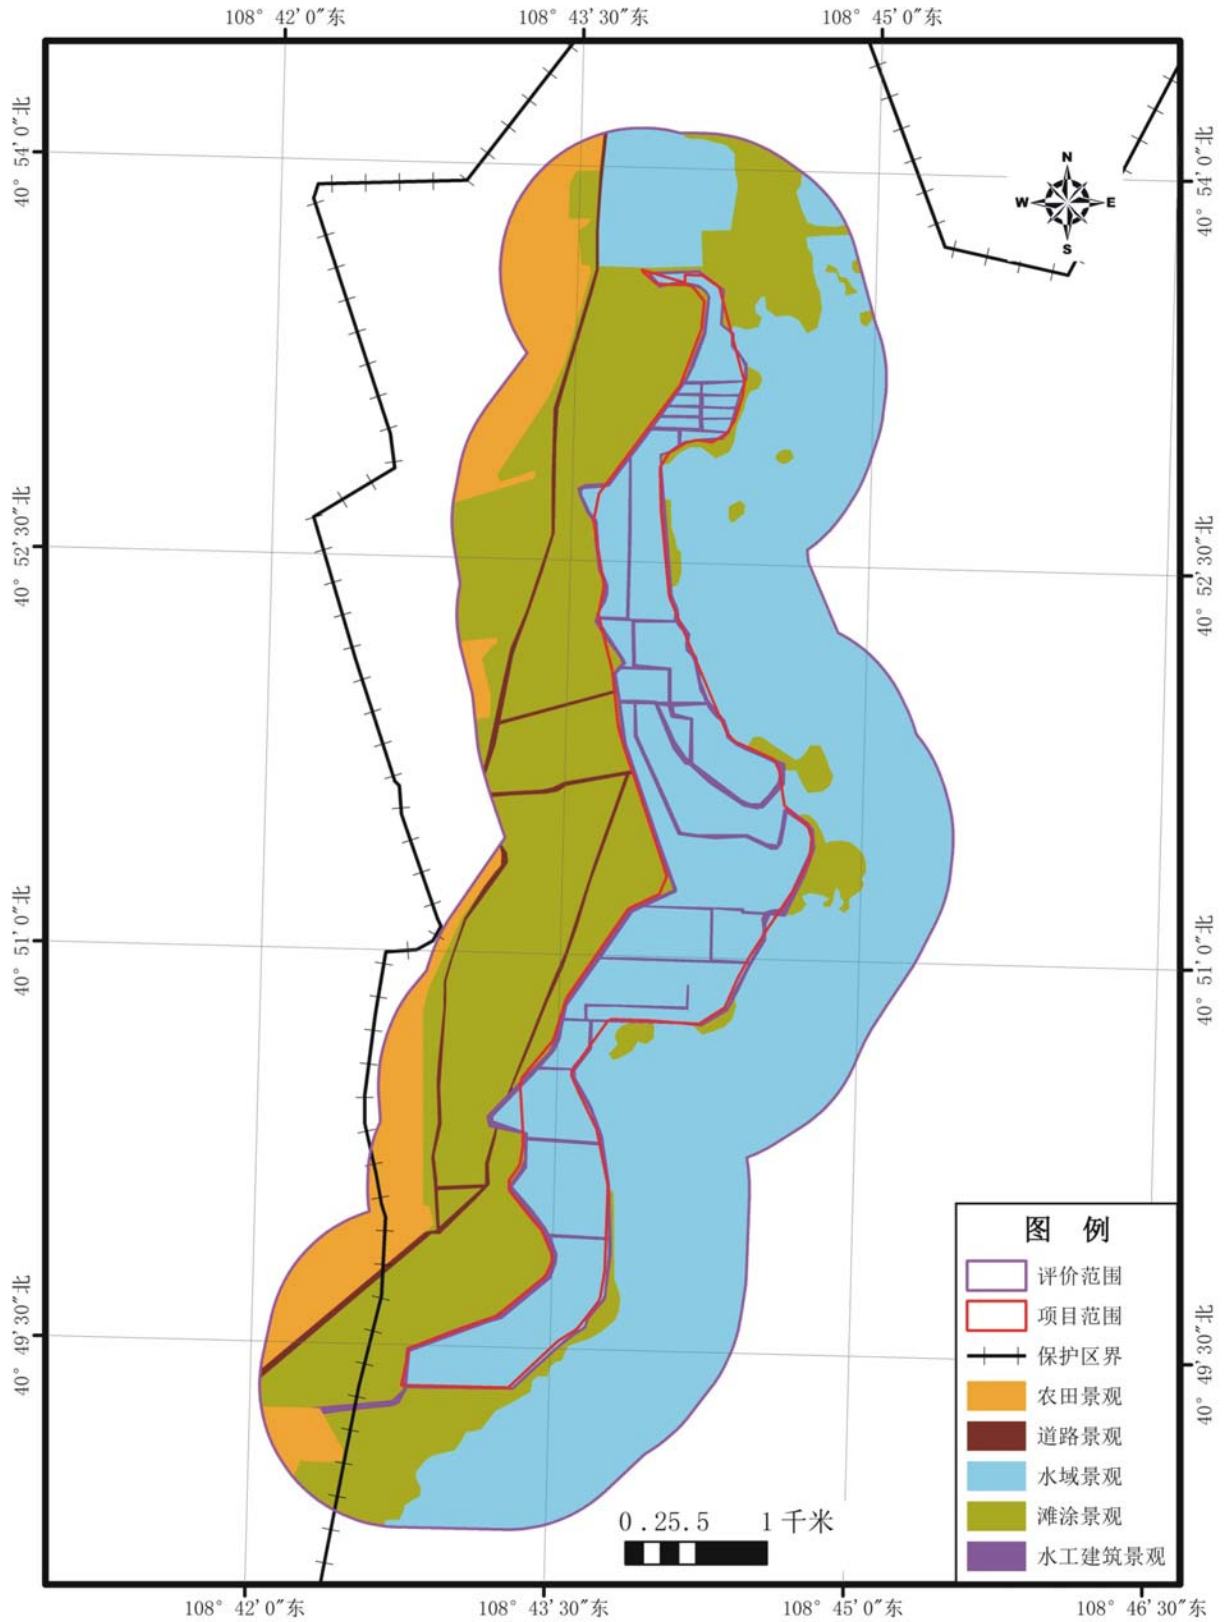 108° 42′0″东
108° 43′30″东
108° 45′0″东
40° 54′0″北
40° 54′0″北
N
W
E
S
40° 52′30″北
40° 52′30″北
40° 51′0″北
40° 51′0″北
40° 49′30″北
40° 49′30″北
图 例
评价范围
项目范围
保护区界
农田景观
道路景观
水域景观
滩涂景观
水工建筑景观
0.25.5 1千米
108° 42′0″东
108° 43′30″东
108° 45′0″东
108° 46′30″东